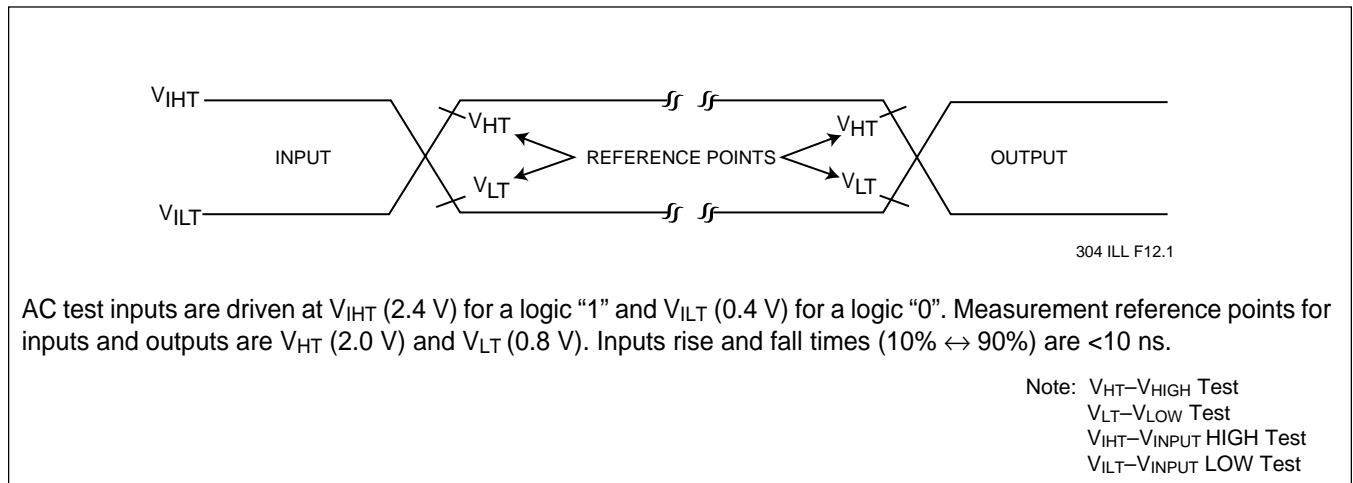 VIHT
VHT
VHT
INPUT
REFERENCE POINTS
OUTPUT
VLT
VLT
VILT
304 ILL F12.1
AC test inputs are driven at VIHT (2.4 V) for a logic “1” and VILT (0.4 V) for a logic “0”. Measurement reference points for
inputs and outputs are VHT (2.0 V) and VLT (0.8 V). Inputs rise and fall times (10% ↔ 90%) are <10 ns.
Note: VHT–VHIGH Test
VLT–VLOW Test
VIHT–VINPUT HIGH Test
VILT–VINPUT LOW Test